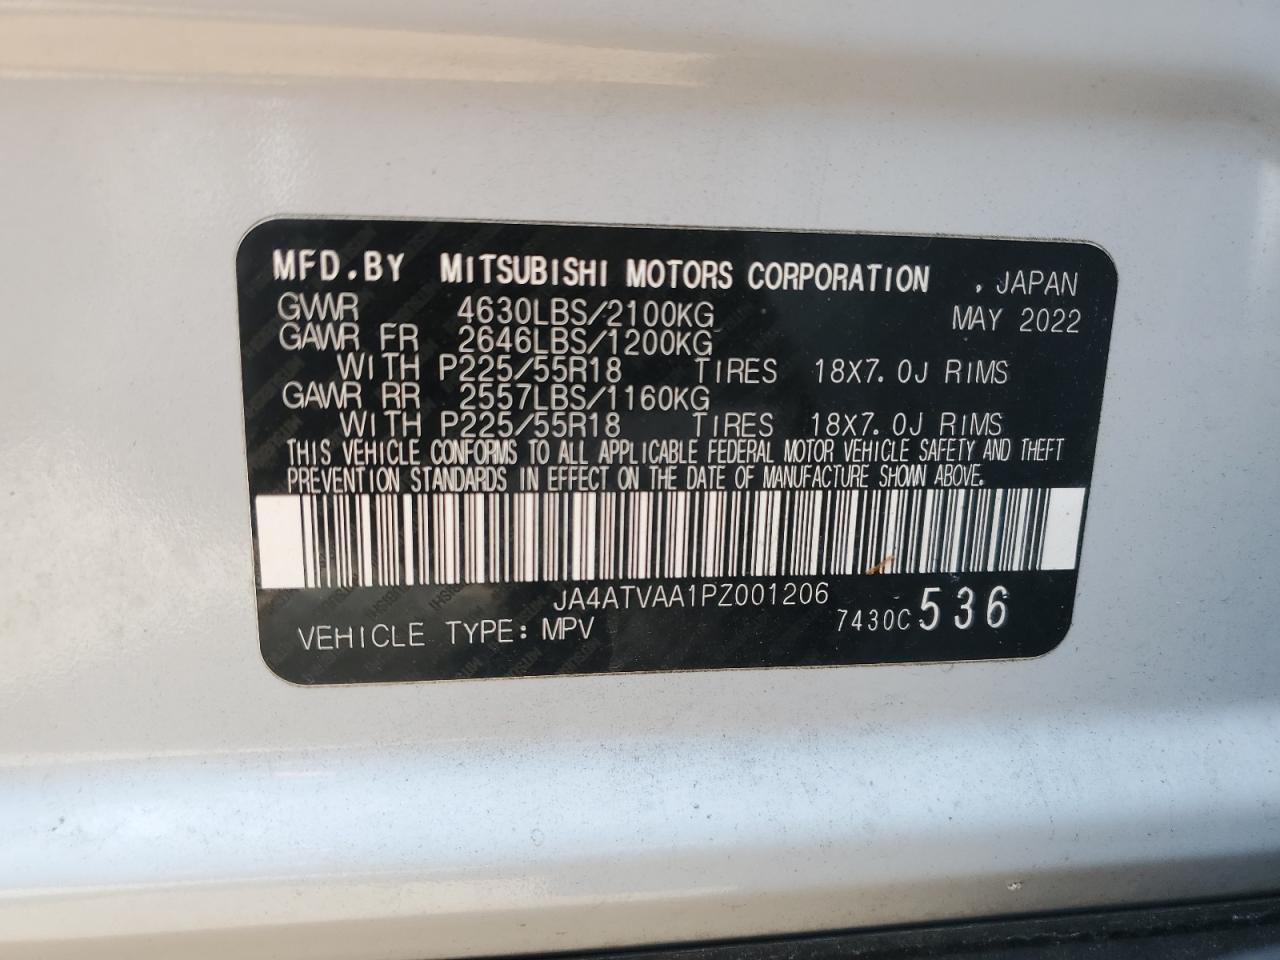 MFD.BY MITSUBISHI MOTORS CORPORATION , JAPAN
GVWR 4630LBS/2100KG MAY 2022
GAWR FR 2646LBS/1200KG
WITH P225/55R18 TIRES 18X7.0J RIMS
GAWR RR 2557LBS/1160KG
WITH P225/55R18 TIRES 18X7.0J RIMS
THIS VEHICLE CONFORMS TO ALL APPLICABLE FEDERAL MOTOR VEHICLE SAFETY AND THEFT
PREVENTION STANDARDS IN EFFECT ON THE DATE OF MANUFACTURE SHOWN ABOVE.
JA4ATVAA1PZ001206
VEHICLE TYPE: MPV 7430C 536